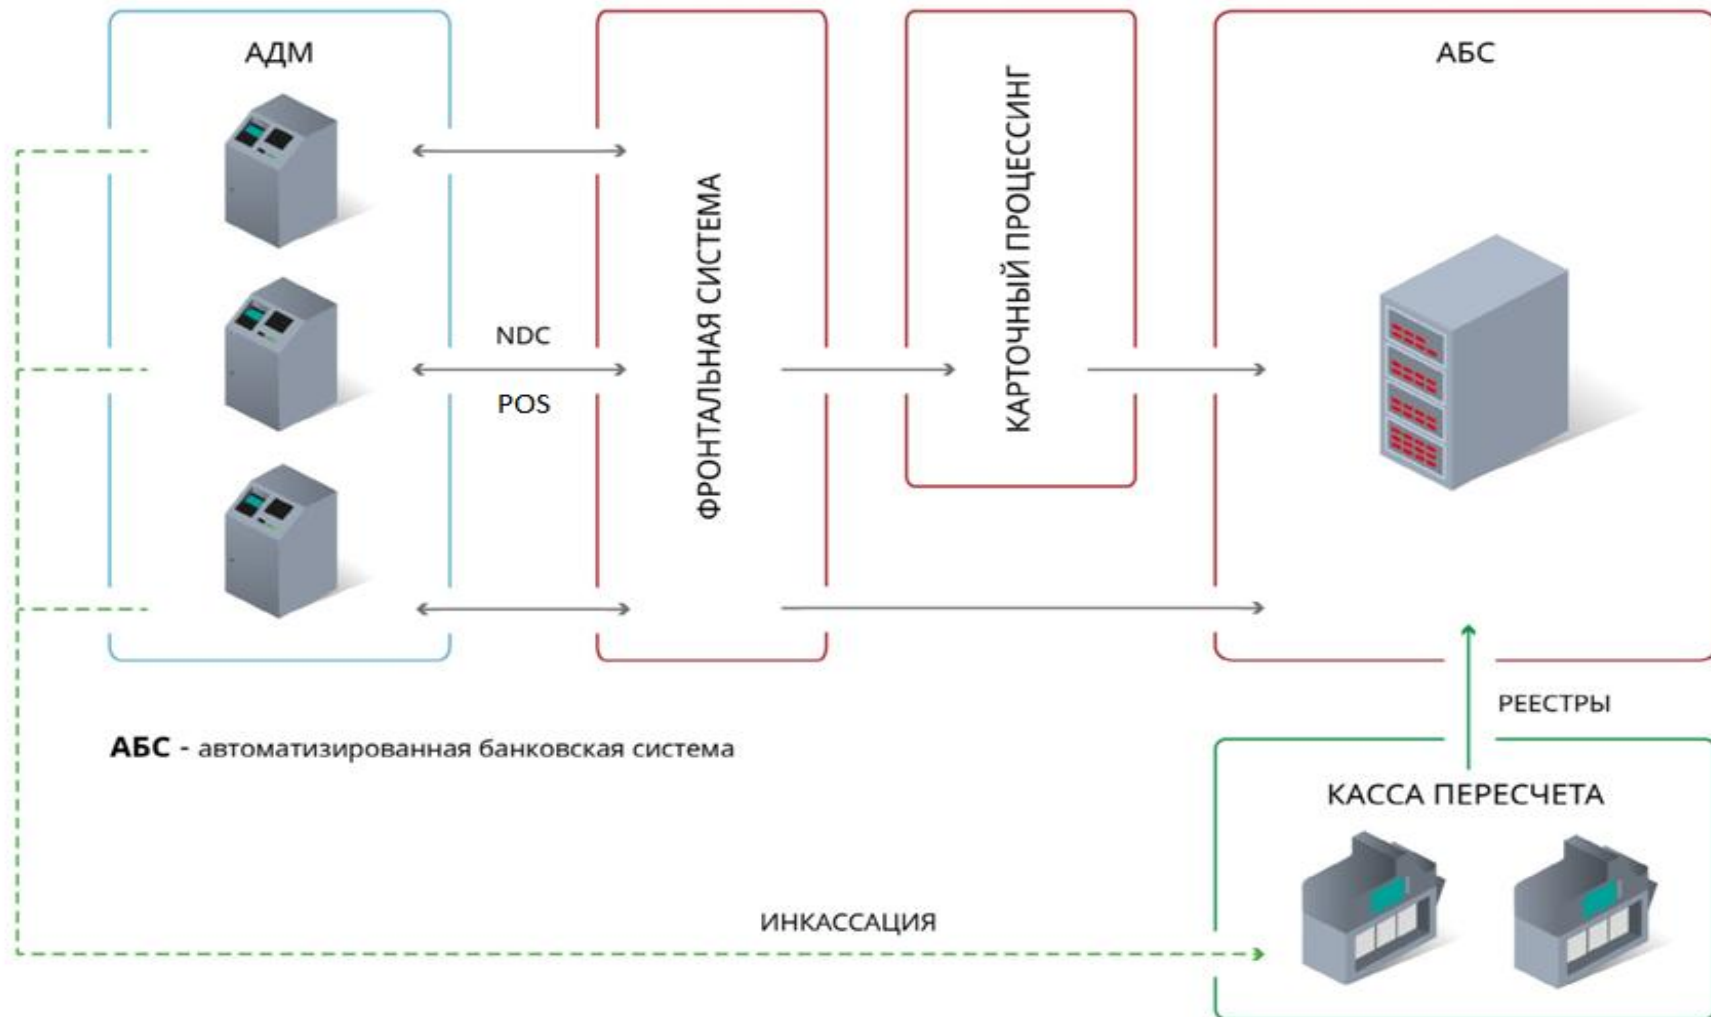 АДМ
АБС
NDC
POS
ФРОНТАЛЬНАЯ СИСТЕМА
КАРТОЧНЫЙ ПРОЦЕССИНГ
РЕЕСТРЫ
АБС - автоматизированная банковская система
КАССА ПЕРЕСЧЕТА
ИНКАССАЦИЯ